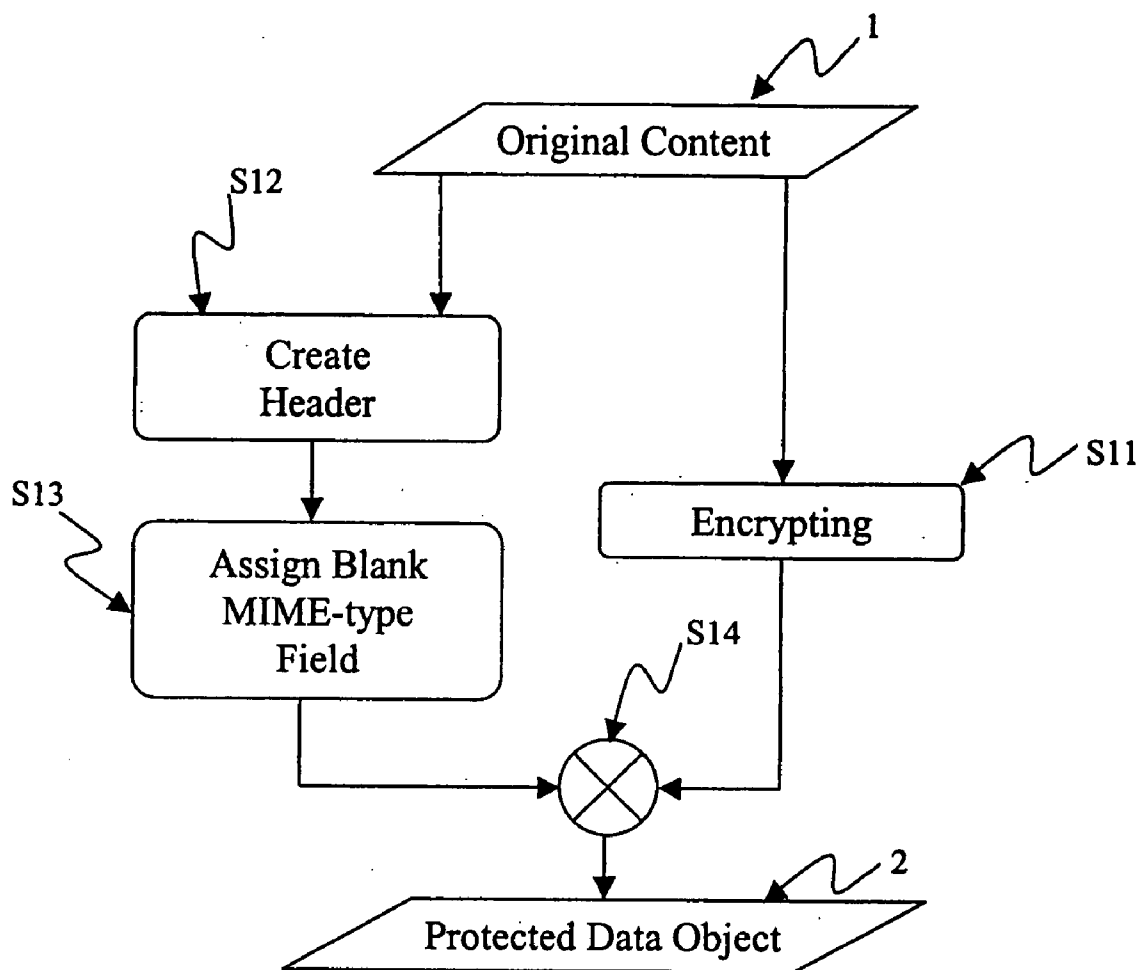 1
Original Content
S12
Create
Header
S11
Encrypting
S13
Assign Blank
MIME-type
Field
S14
2
Protected Data Object